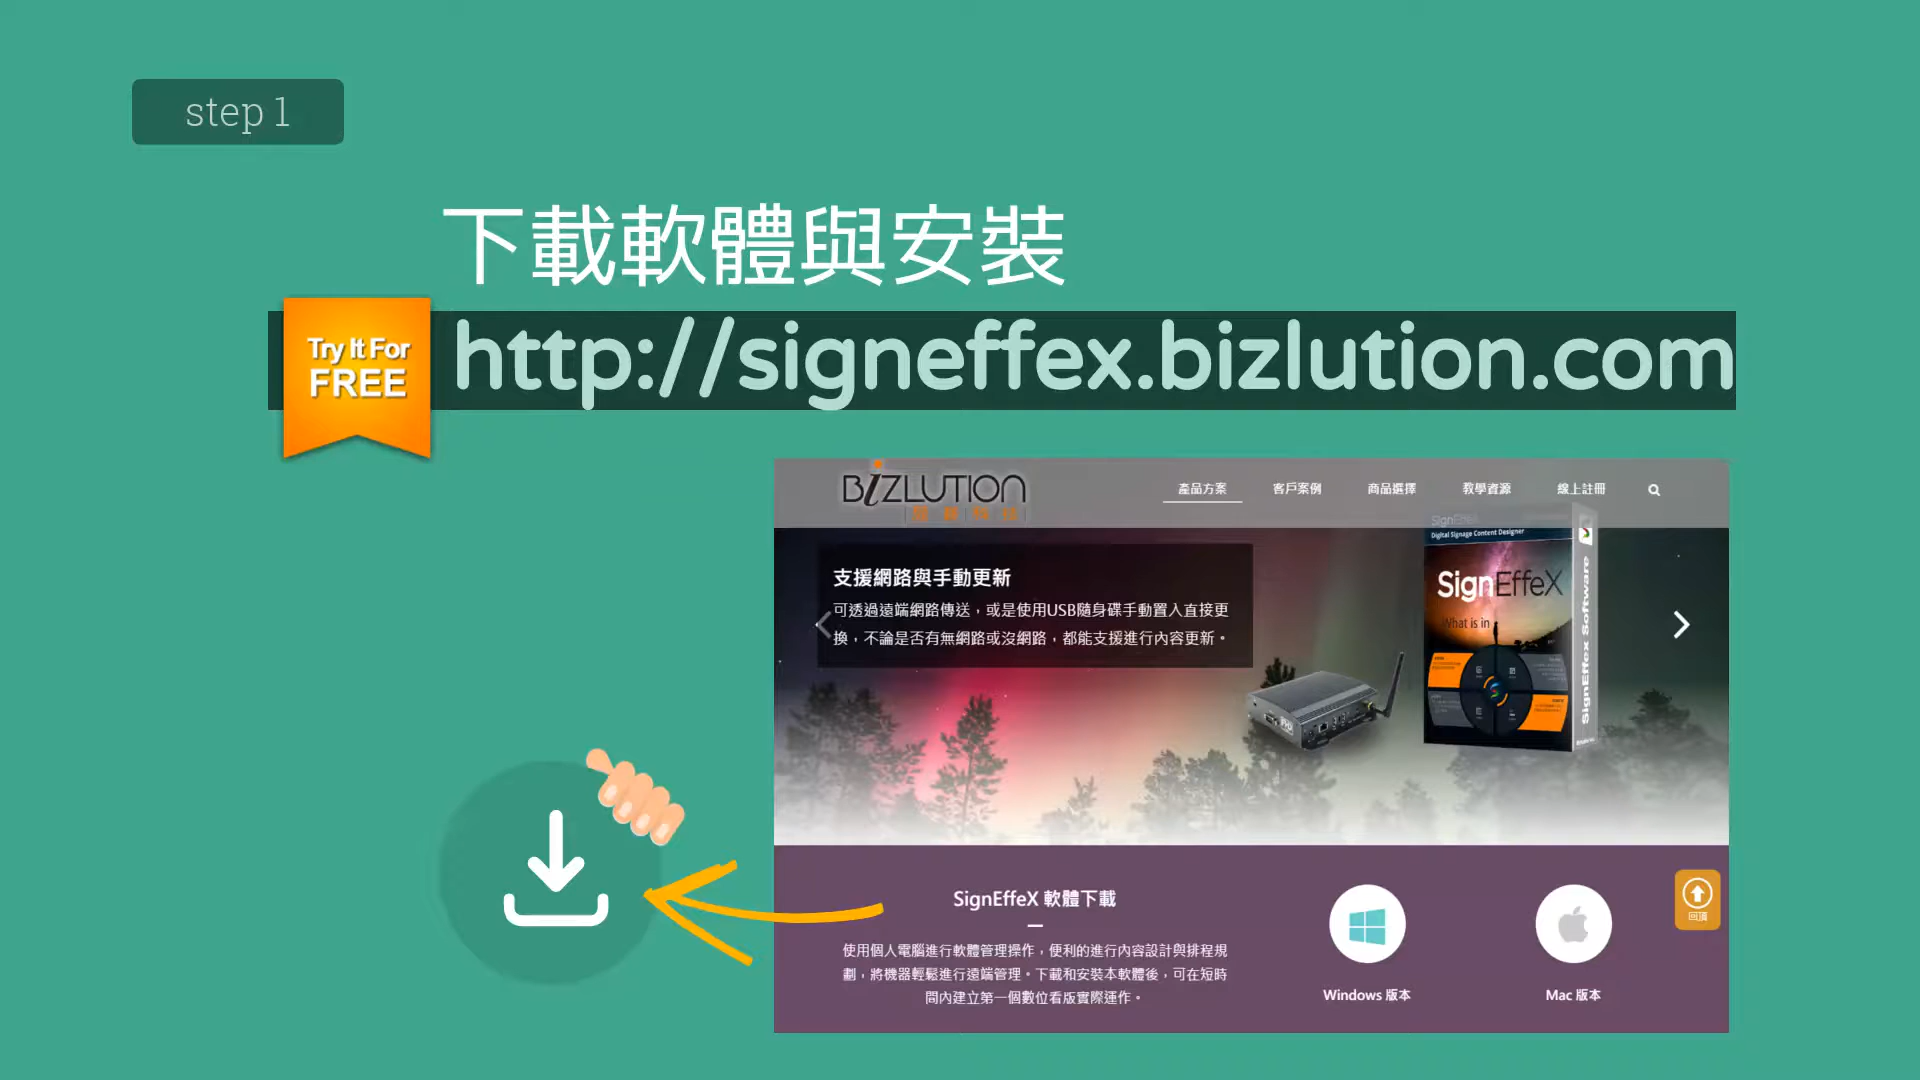 step 1
下載軟體與安裝
Try It For
FREE
http://signeffex.bizlution.com
BiZLUTION
產品方案
客戶案例
商品選擇
教學資源
線上註冊
支援網路與手動更新
可透過遠端網路傳送，或是使用USB隨身碟手動置入直接更
換，不論是否有無網路或沒網路，都能支援進行內容更新。
SignEffeX
Digital Signage Content Designer
SignEffeX
What is in
SignEffex Software
SignEffeX 軟體下載
使用個人電腦進行軟體管理操作，便利的進行內容設計與排程規
劃，將機器輕鬆進行遠端管理。下載和安裝本軟體後，可在短時
間內建立第一個數位看版實際運作。
Windows 版本
Mac 版本
回頂